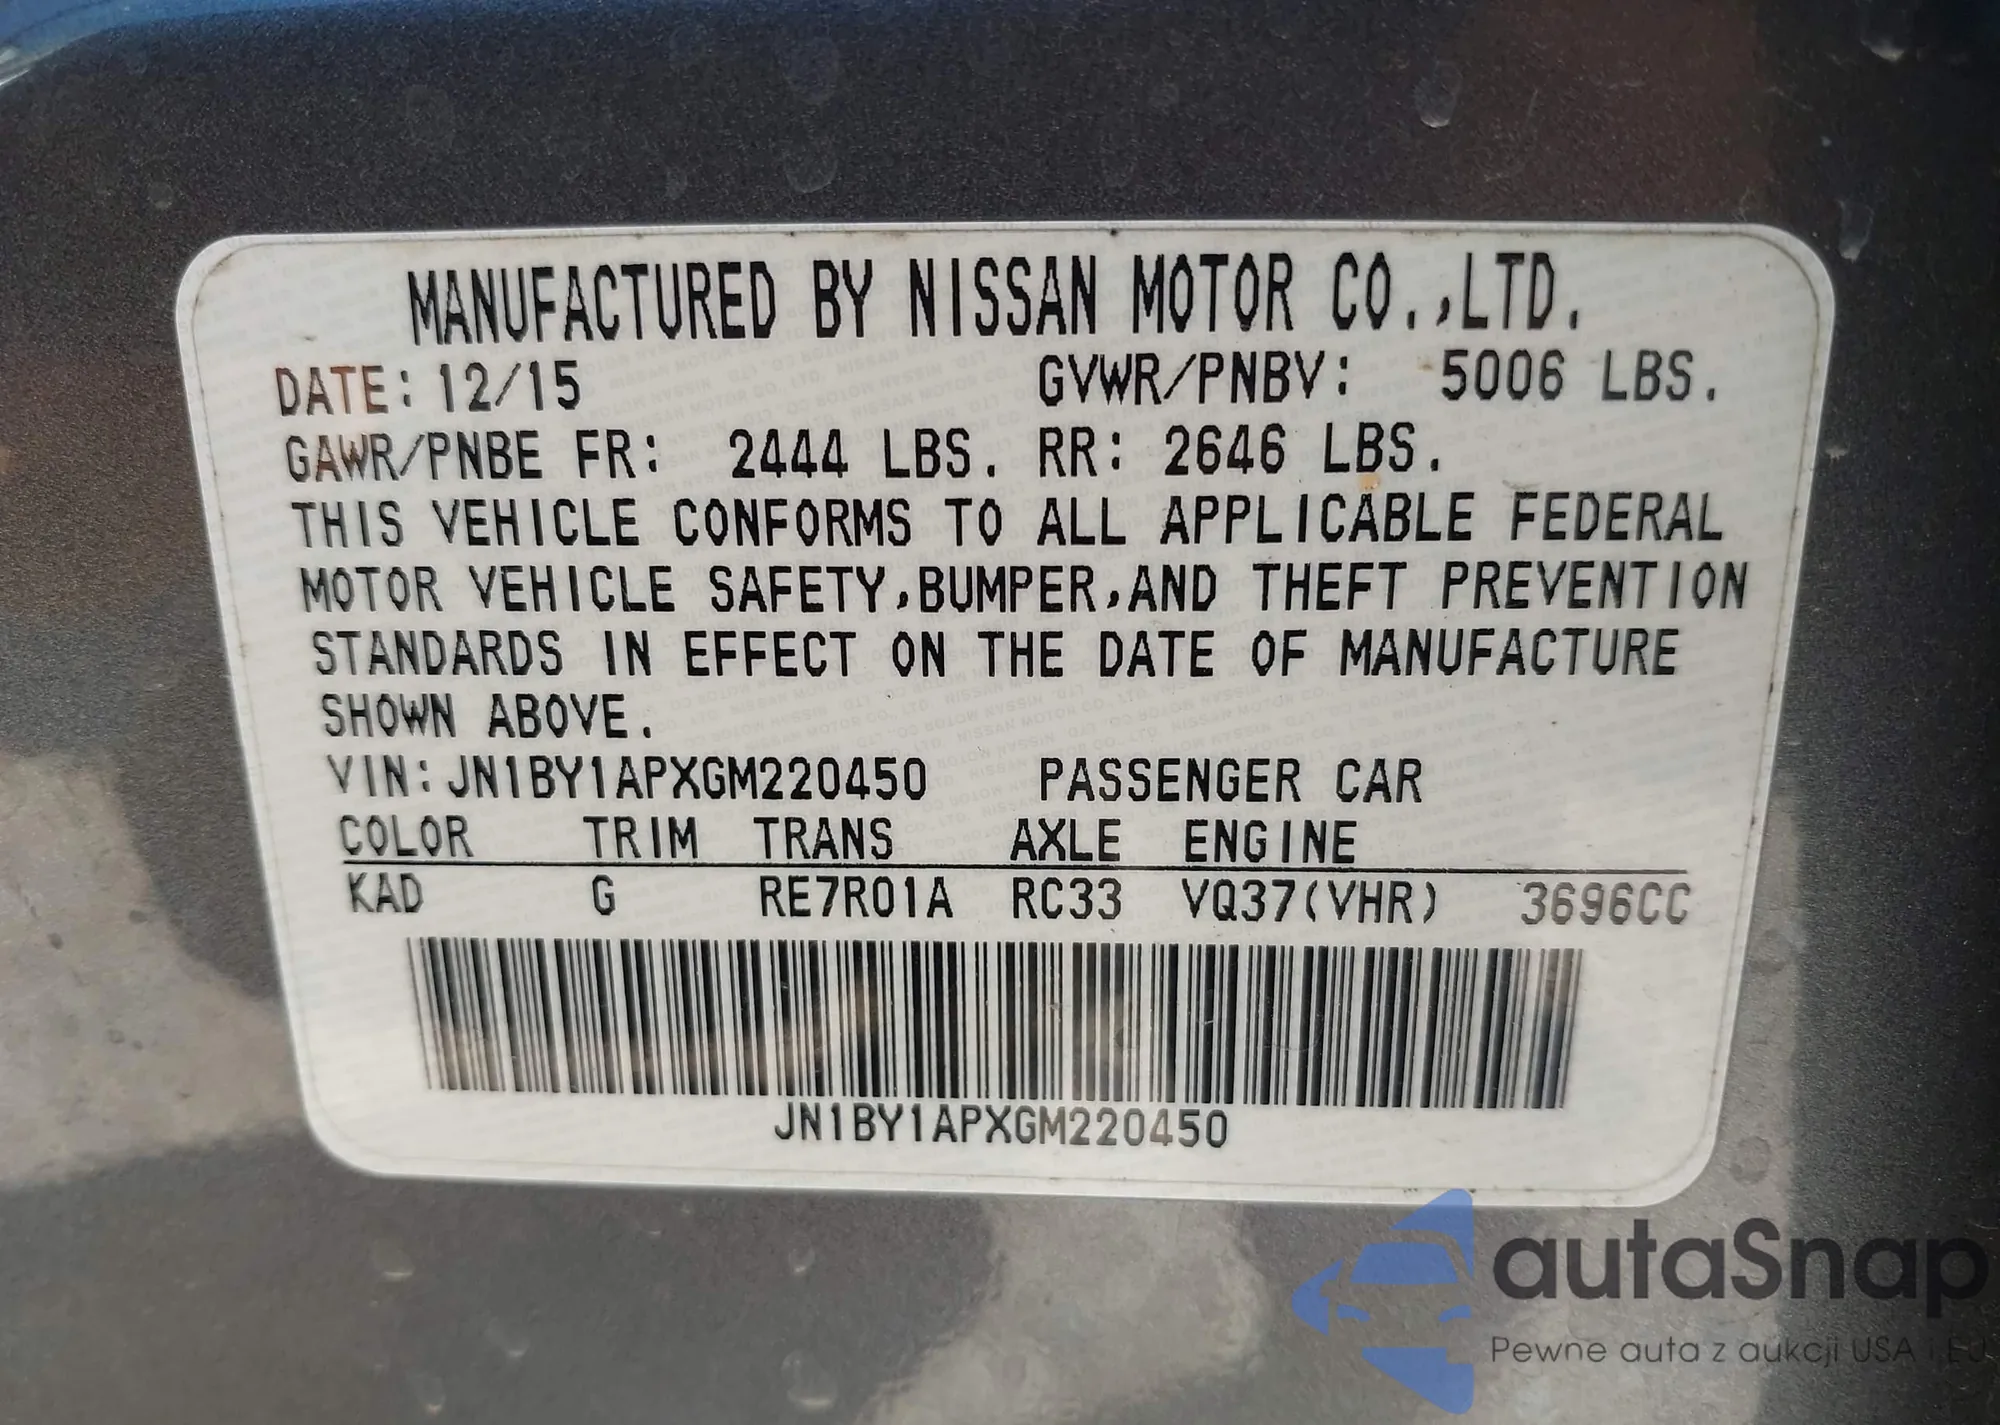 MANUFACTURED BY NISSAN MOTOR CO.,LTD.
DATE: 12/15 GVWR/PNBV: 5006 LBS.
GAWR/PNBE FR: 2444 LBS. RR: 2646 LBS.
THIS VEHICLE CONFORMS TO ALL APPLICABLE FEDERAL
MOTOR VEHICLE SAFETY,BUMPER,AND THEFT PREVENTION
STANDARDS IN EFFECT ON THE DATE OF MANUFACTURE
SHOWN ABOVE.
VIN:JN1BY1APXGM220450 PASSENGER CAR
COLOR TRIM TRANS AXLE ENGINE
KAD G RE7R01A RC33 VQ37(VHR) 3696CC
JN1BY1APXGM220450
autaSnap
Pewne auta z aukcji USA i EU